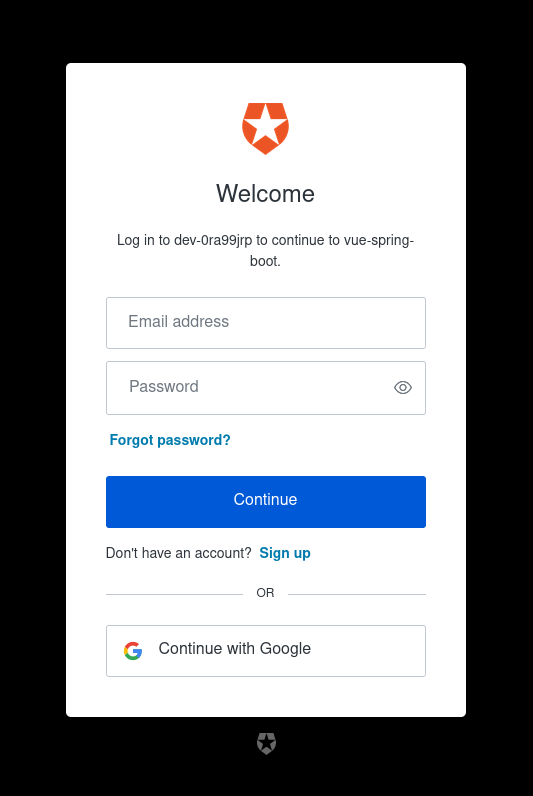 Welcome
Log in to dev-0ra99jrp to continue to vue-spring-
boot.
Email address
Password
Forgot password?
Continue
Don't have an account? Sign up
OR
Continue with Google